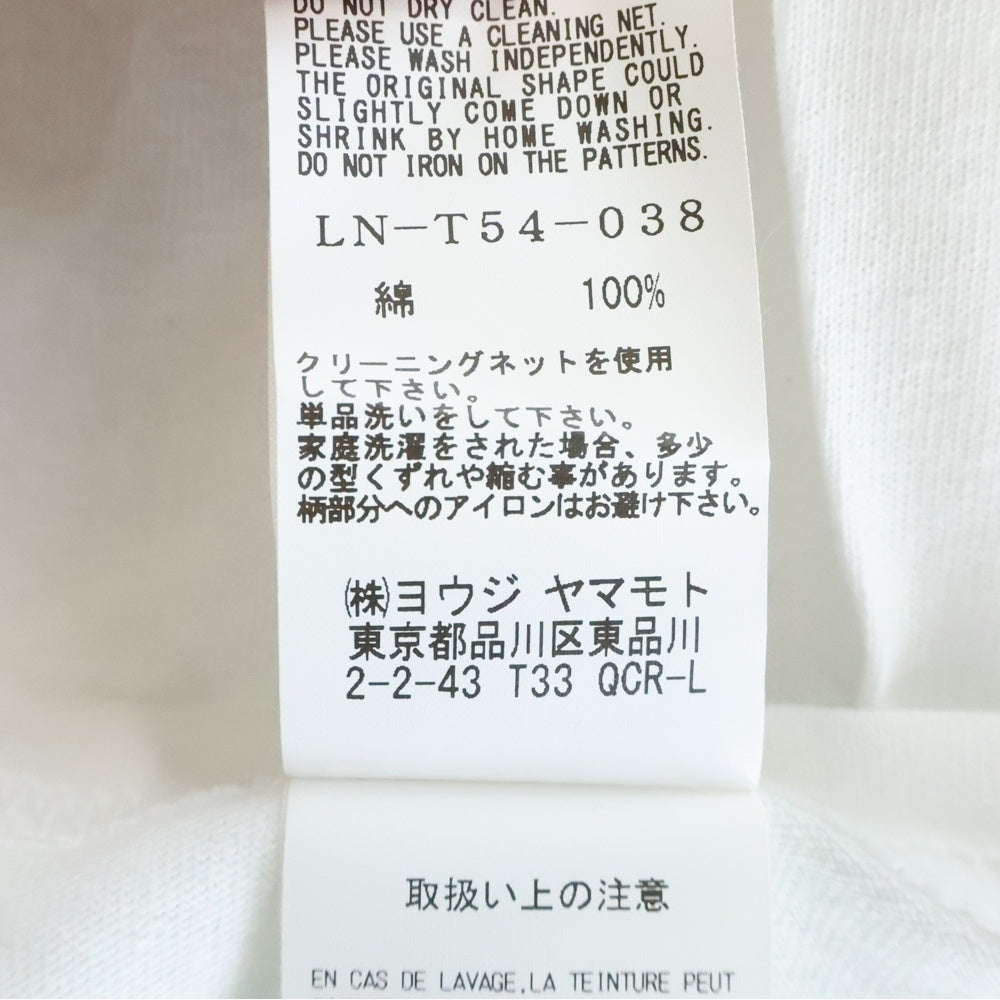 DO NOT DRY CLEAN.
PLEASE USE A CLEANING NET.
PLEASE WASH INDEPENDENTLY.
THE ORIGINAL SHAPE COULD
SLIGHTLY COME DOWN OR
SHRINK BY HOME WASHING.
DO NOT IRON ON THE PATTERNS.
LN-T54-038
綿 100%
クリーニングネットを使用
して下さい。
単品洗いをして下さい。
家庭洗濯をされた場合、多少
の型くずれや縮む事があります。
柄部分へのアイロンはお避け下さい。
(株)ヨウジ ヤマモト
東京都品川区東品川
2-2-43 T33 QCR-L
取扱い上の注意
EN CAS DE LAVAGE,LA TEINTURE PEUT